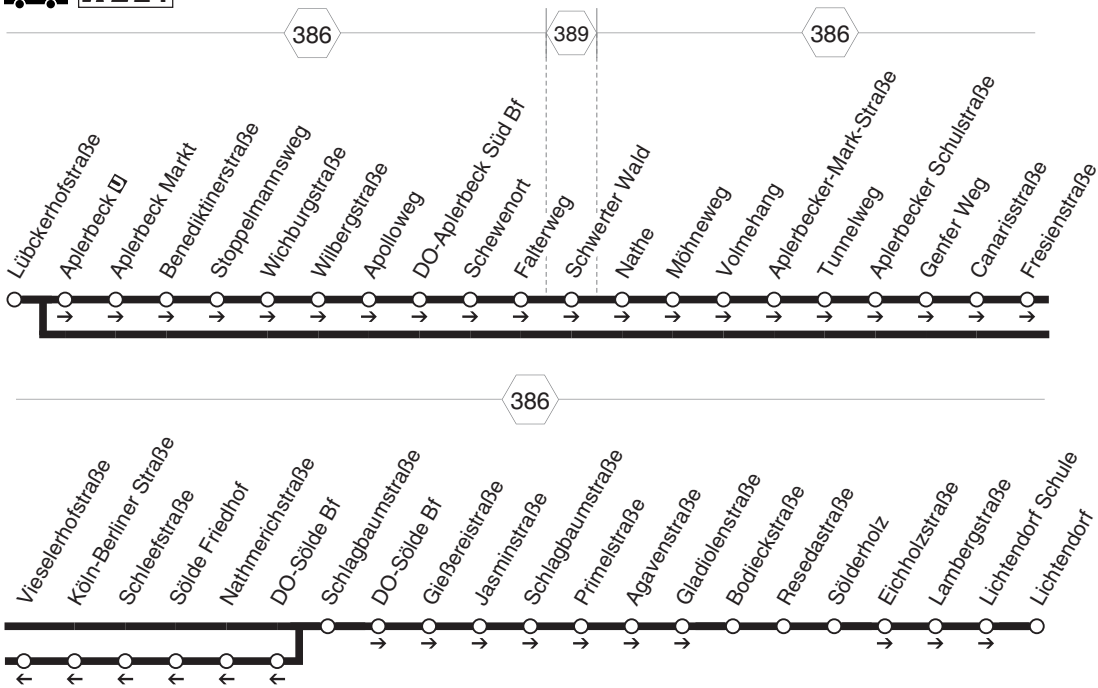 386
389
386
Lübckerhofstraße
Aplerbeck U
Aplerbeck Markt
Benediktinerstraße
Stoppelmannsweg
Wichburgstraße
Wilbergstraße
Apolloweg
DO-Aplerbeck Süd Bf
Schewenort
Falterweg
Schwerter Wald
Nathe
Möhneweg
Volmehang
Aplerbecker-Mark-Straße
Tunnelweg
Aplerbecker Schulstraße
Genfer Weg
Canarisstraße
Fresienstraße
386
Vieselerhofstraße
Köln-Berliner Straße
Schleefstraße
Sölde Friedhof
Nathmerichstraße
DO-Sölde Bf
Schlagbaumstraße
DO-Sölde Bf
Gießereistraße
Jasminstraße
Schlagbaumstraße
Primelstraße
Agavenstraße
Gladiolenstraße
Bodieckstraße
Resedastraße
Sölderholz
Eichholzstraße
Lambergstraße
Lichtendorf Schule
Lichtendorf